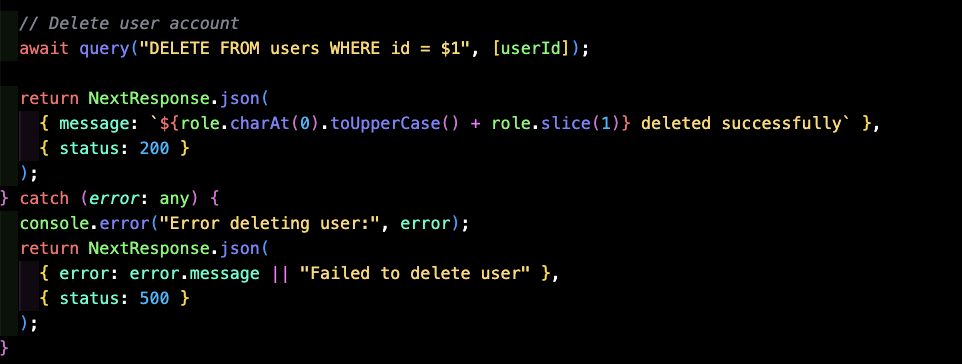 // Delete user account
await query("DELETE FROM users WHERE id = $1", [userId]);
return NextResponse.json(
{ message: `${role.charAt(0).toUpperCase() + role.slice(1)} deleted successfully` },
{ status: 200 }
);
} catch (error: any) {
console.error("Error deleting user:", error);
return NextResponse.json(
{ error: error.message || "Failed to delete user" },
{ status: 500 }
);
}